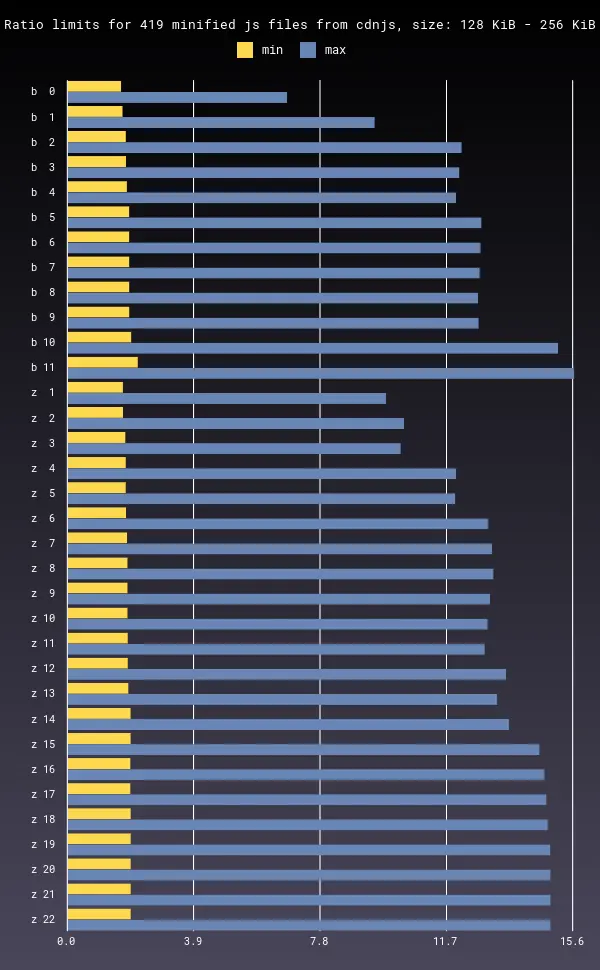 Ratio limits for 419 minified js files from cdnjs, size: 128 KiB - 256 KiB
min max
b 0
b 1
b 2
b 3
b 4
b 5
b 6
b 7
b 8
b 9
b 10
b 11
z 1
z 2
z 3
z 4
z 5
z 6
z 7
z 8
z 9
z 10
z 11
z 12
z 13
z 14
z 15
z 16
z 17
z 18
z 19
z 20
z 21
z 22
0.0 3.9 7.8 11.7 15.6